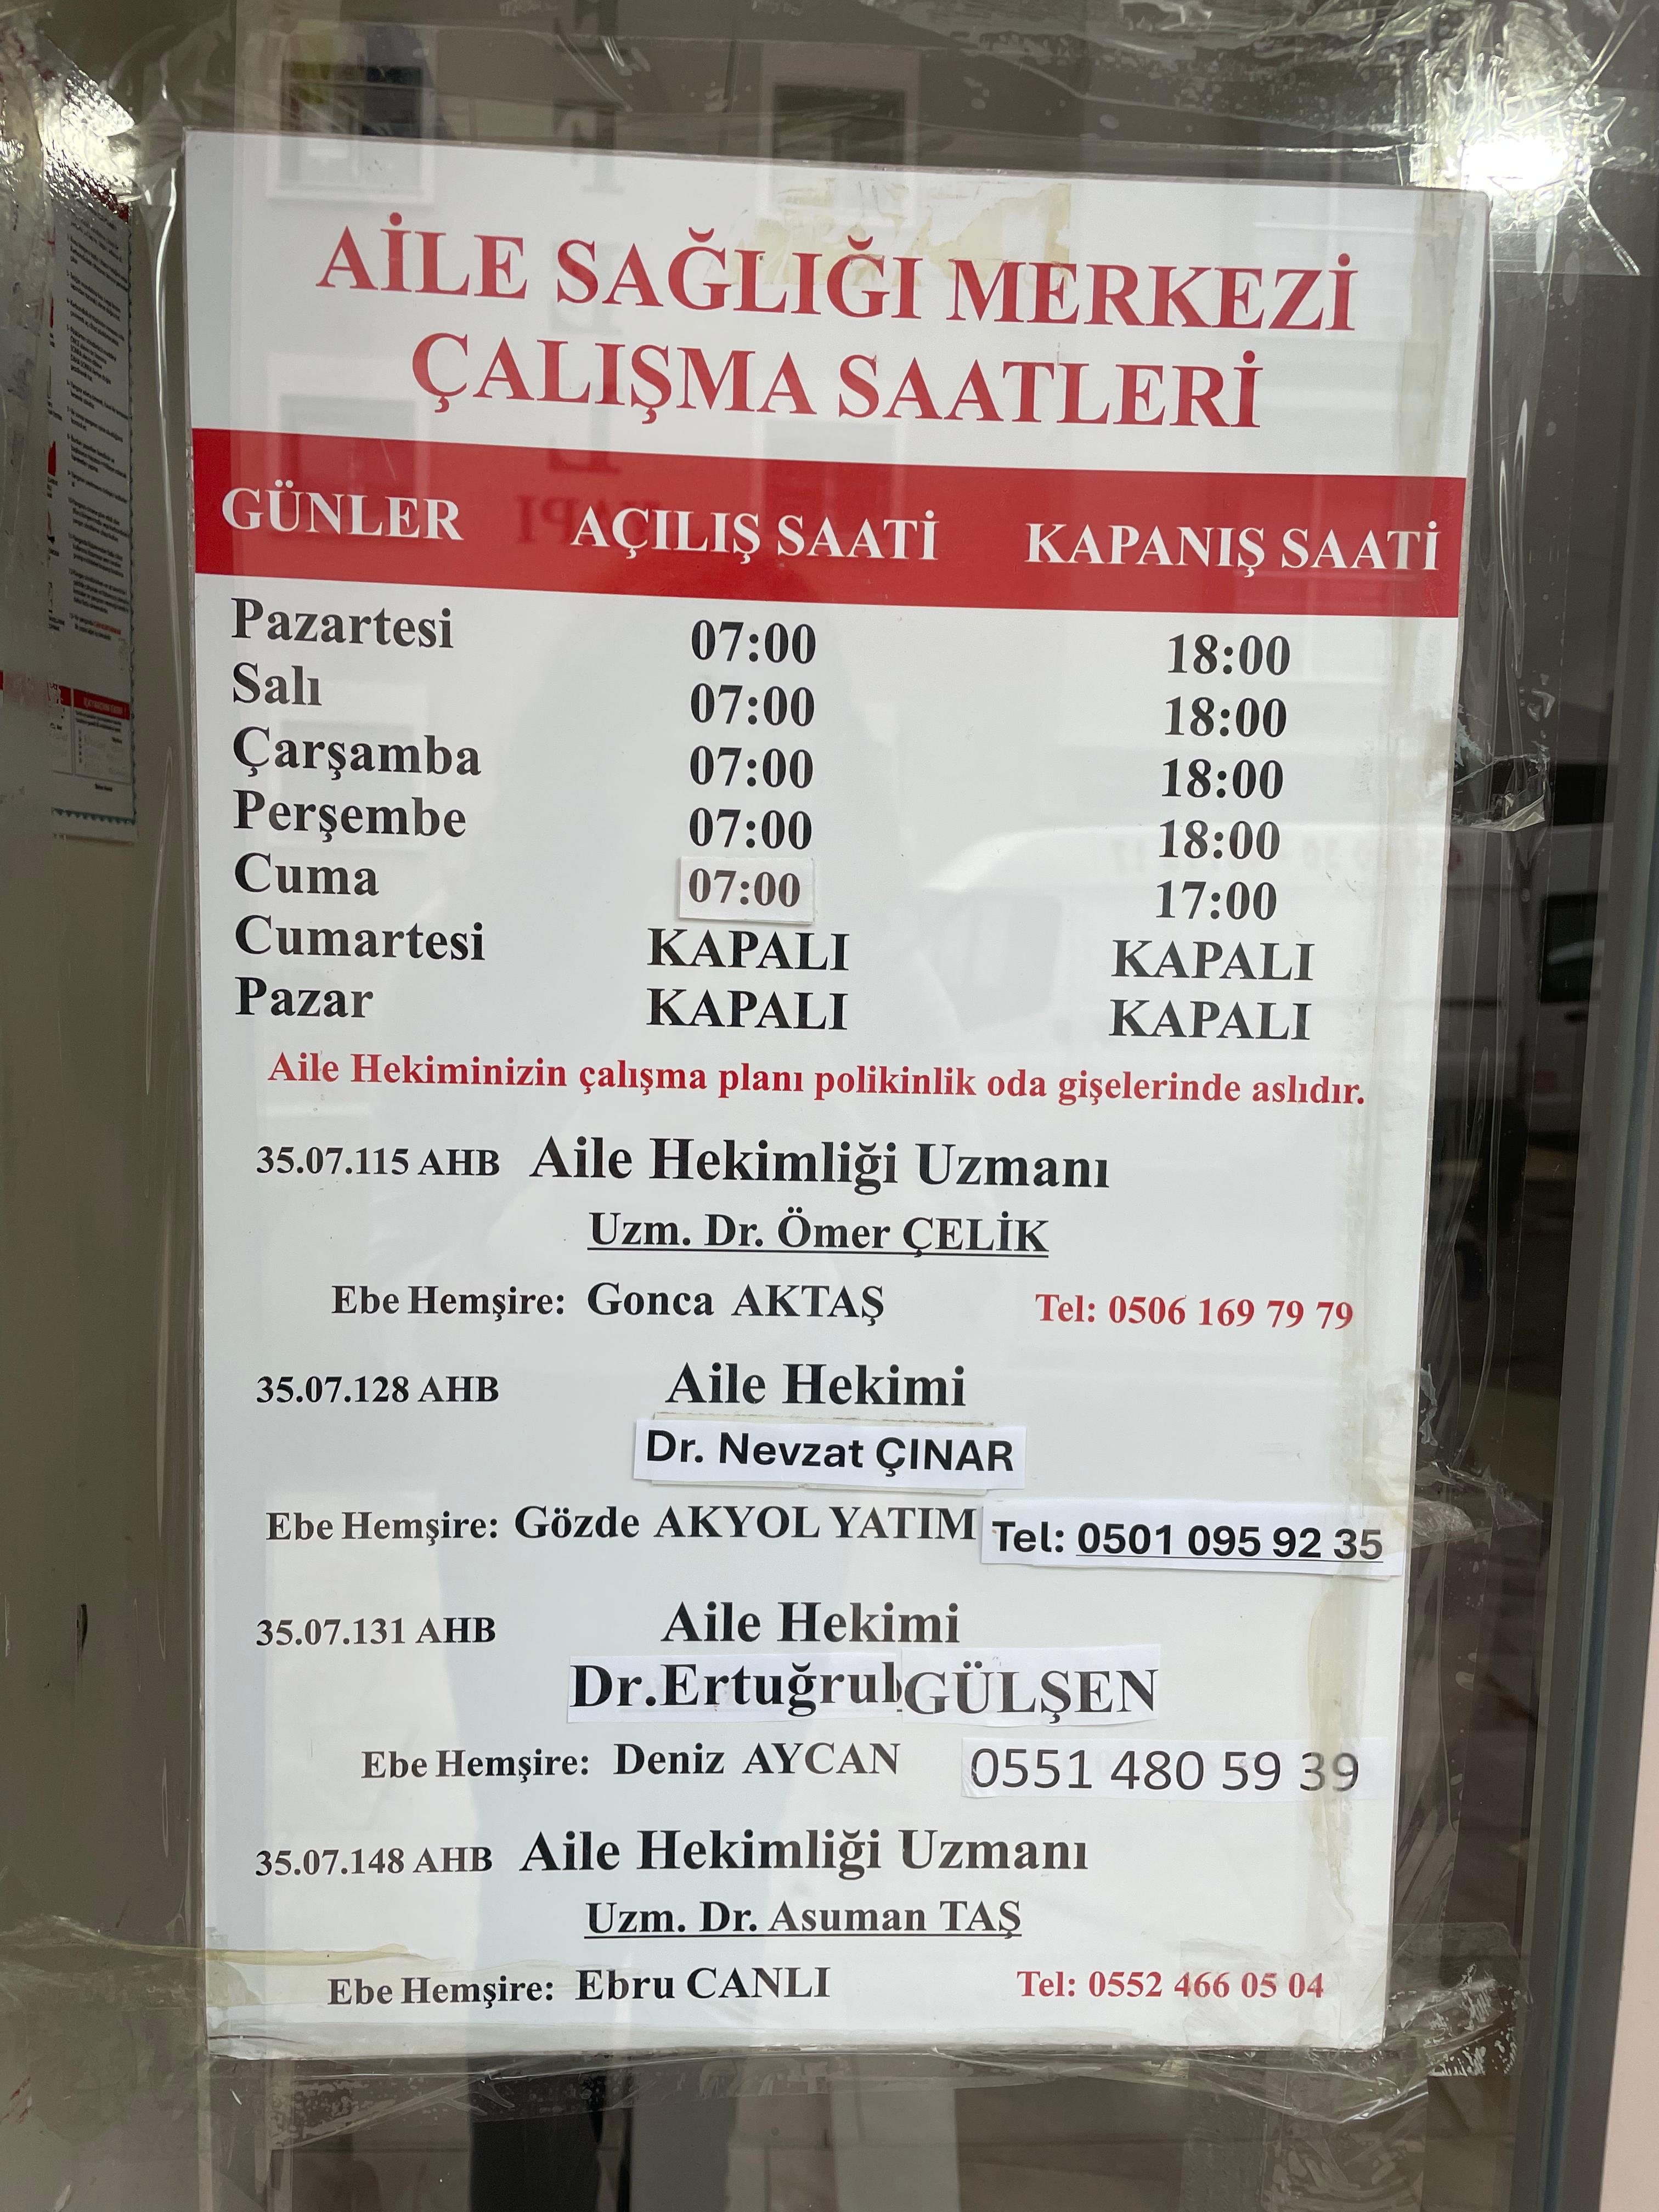 AİLE SAĞLIĞI MERKEZİ
ÇALIŞMA SAATLERİ
GÜNLER AÇILIŞ SAATİ KAPANIŞ SAATİ
Pazartesi 07:00 18:00
Salı 07:00 18:00
Çarşamba 07:00 18:00
Perşembe 07:00 18:00
Cuma 07:00 17:00
Cumartesi KAPALI KAPALI
Pazar KAPALI KAPALI
Aile Hekiminizin çalışma planı polikinlik oda gişelerinde aslıdır.
35.07.115 AHB Aile Hekimliği Uzmanı
Uzm. Dr. Ömer ÇELİK
Ebe Hemşire: Gonca AKTAŞ Tel: 0506 169 79 79
35.07.128 AHB Aile Hekimi
Dr. Nevzat ÇINAR
Ebe Hemşire: Gözde AKYOL YATIM Tel: 0501 095 92 35
35.07.131 AHB Aile Hekimi
Dr.Ertuğrul GÜLŞEN
Ebe Hemşire: Deniz AYCAN 0551 480 59 39
35.07.148 AHB Aile Hekimliği Uzmanı
Uzm. Dr. Asuman TAŞ
Ebe Hemşire: Ebru CANLI Tel: 0552 466 05 04